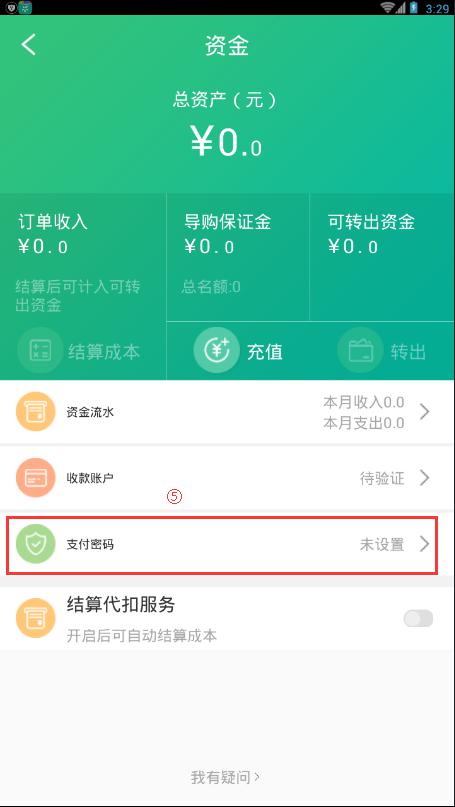 3:29
资金
总资产（元）
¥0.0
订单收入
¥0.0
结算后可计入可转
出资金
导购保证金
¥0.0
总名额:0
可转出资金
¥0.0
结算成本
充值
转出
资金流水
本月收入0.0
本月支出0.0
收款账户
待验证
⑤
支付密码
未设置
结算代扣服务
开启后可自动结算成本
我有疑问>